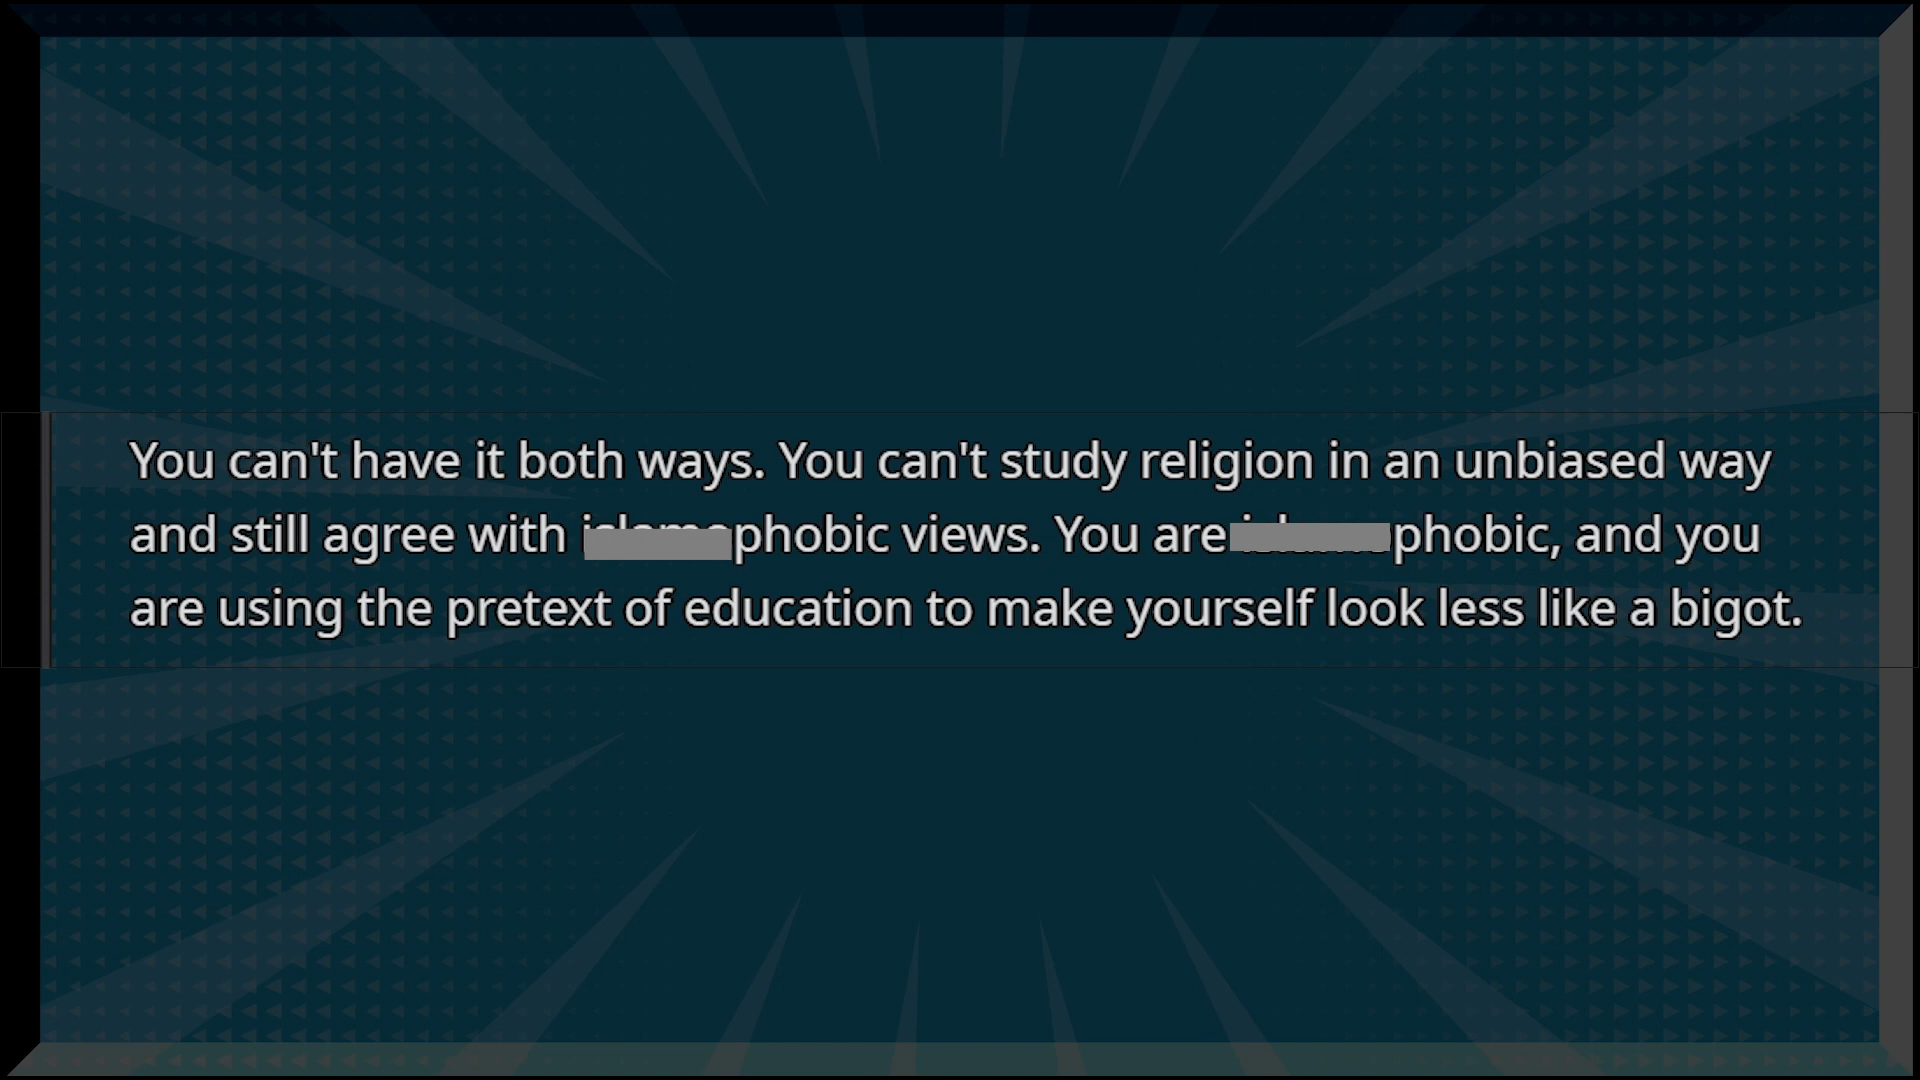 You can't have it both ways. You can't study religion in an unbiased way
and still agree with phobic views. You are phobic, and you
are using the pretext of education to make yourself look less like a bigot.